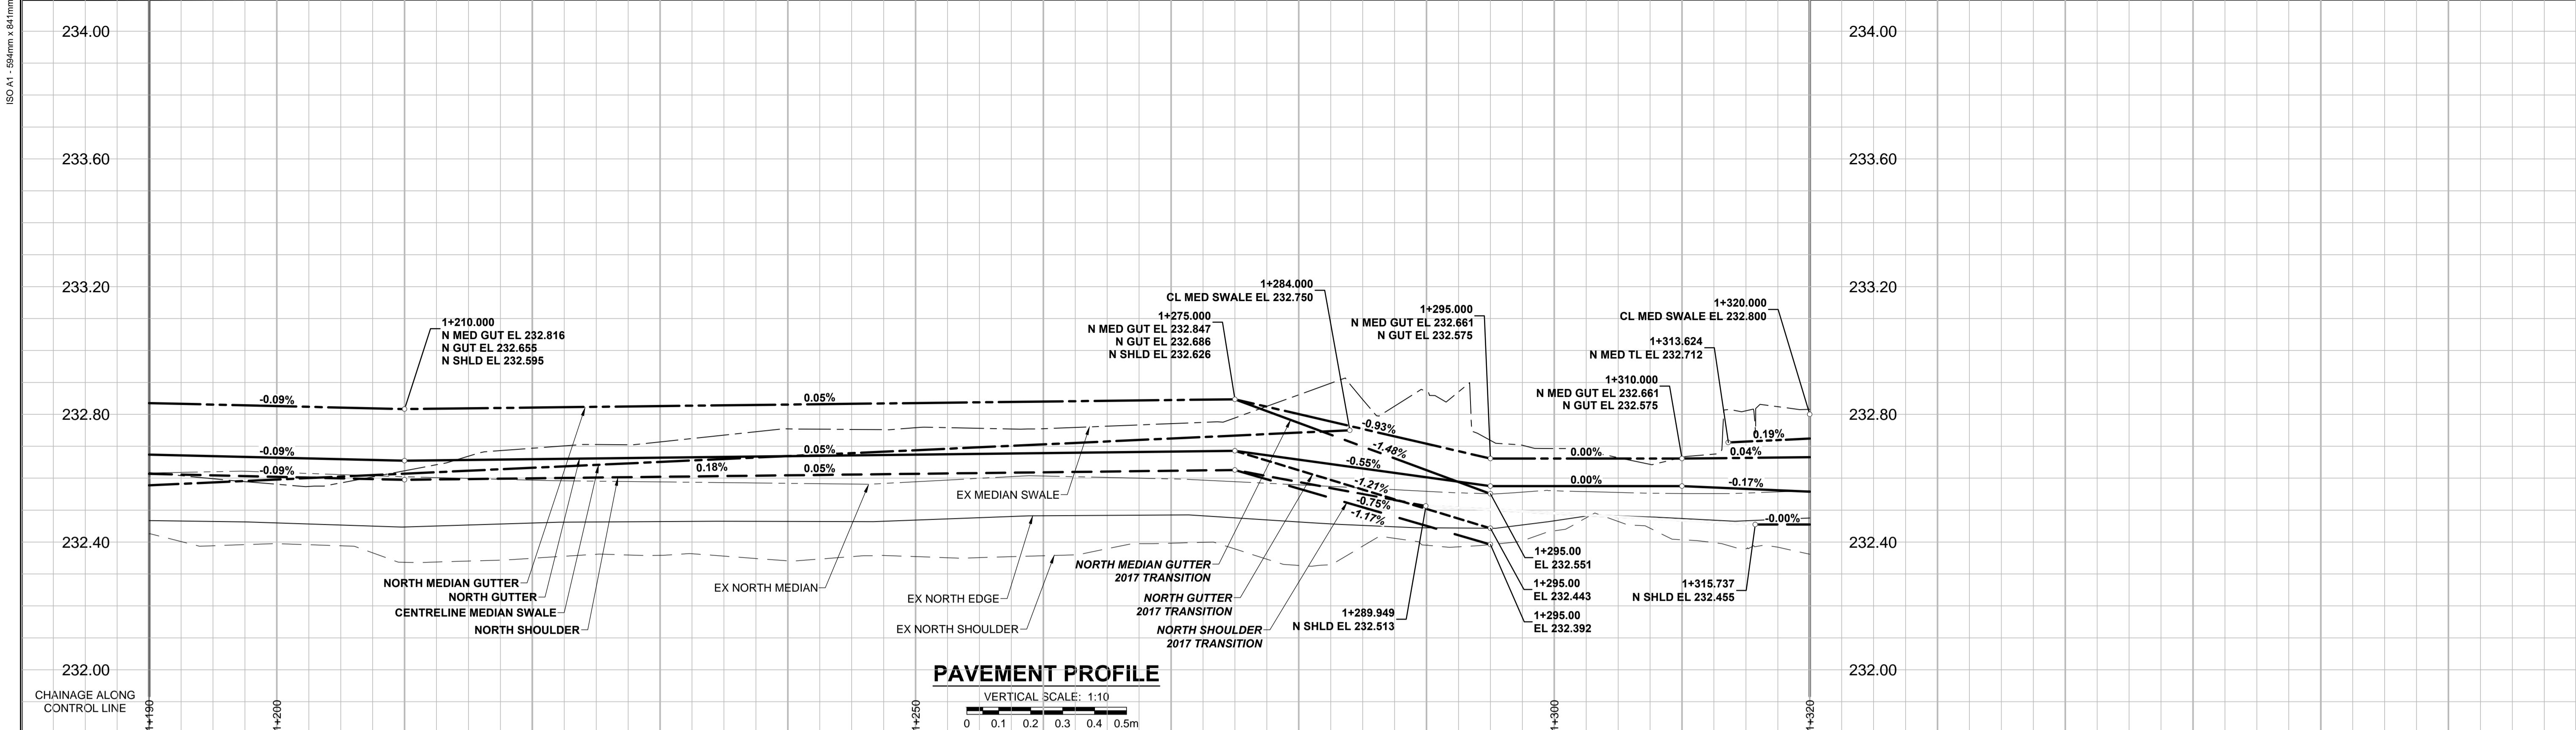 ISO A1 - 594mm x 841mm
234.00
234.00
233.60
233.60
233.20
233.20
232.80
232.80
232.40
232.40
232.00
232.00
1+210.000
N MED GUT EL 232.816
N GUT EL 232.655
N SHLD EL 232.595
1+284.000
CL MED SWALE EL 232.750
1+275.000
N MED GUT EL 232.847
N GUT EL 232.686
N SHLD EL 232.626
1+295.000
N MED GUT EL 232.661
N GUT EL 232.575
1+320.000
CL MED SWALE EL 232.800
1+313.624
N MED TL EL 232.712
1+310.000
N MED GUT EL 232.661
N GUT EL 232.575
-0.09%
0.05%
-0.93%
0.19%
-0.09%
0.05%
-1.48%
0.00%
0.04%
-0.09%
0.18%
0.05%
-0.55%
0.00%
-0.17%
-1.21%
-0.75%
-1.17%
-0.00%
EX MEDIAN SWALE
NORTH MEDIAN GUTTER
NORTH GUTTER
CENTRELINE MEDIAN SWALE
NORTH SHOULDER
EX NORTH MEDIAN
EX NORTH EDGE
EX NORTH SHOULDER
NORTH MEDIAN GUTTER
2017 TRANSITION
NORTH GUTTER
2017 TRANSITION
NORTH SHOULDER
2017 TRANSITION
1+289.949
N SHLD EL 232.513
1+295.00
EL 232.551
1+295.00
EL 232.443
1+295.00
EL 232.392
1+315.737
N SHLD EL 232.455
PAVEMENT PROFILE
VERTICAL SCALE: 1:10
0 0.1 0.2 0.3 0.4 0.5m
CHAINAGE ALONG
CONTROL LINE
1+190
1+200
1+250
1+300
1+320